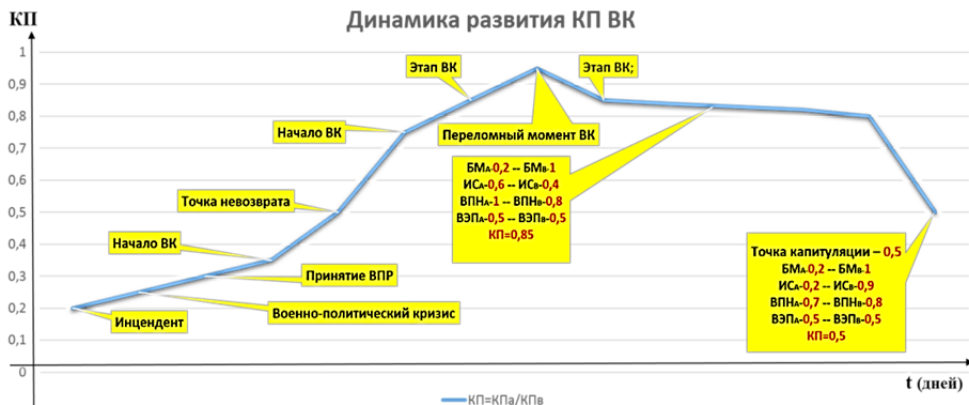 КП
Динамика развития КП ВК
1
0,9
0,8
0,7
0,6
0,5
0,4
0,3
0,2
0,1
0
Этап ВК
Этап ВК;
Начало ВК
Переломный момент ВК
БМА-0,2 -- БМВ-1
ИСА-0,6 -- ИСВ-0,4
ВПНА-1 -- ВПНВ-0,8
ВЭПА-0,5 -- ВЭПВ-0,5
КП=0,85
Точка невозврата
Начало ВК
Принятие ВПР
Военно-политический кризис
Инцендент
Точка капитуляции – 0,5
БМА-0,2 -- БМВ-1
ИСА-0,2 -- ИСВ-0,9
ВПНА-0,7 -- ВПНВ-0,8
ВЭПА-0,5 -- ВЭПВ-0,5
КП=0,5
t (дней)
КП=КПа/КПв